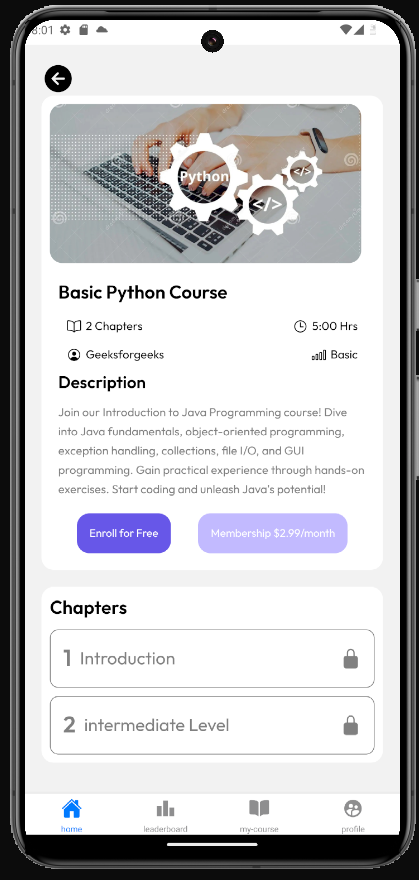 8:01
Python
</>
</>
Basic Python Course
2 Chapters
5:00 Hrs
Geeksforgeeks
Basic
Description
Join our Introduction to Java Programming course! Dive
into Java fundamentals, object-oriented programming,
exception handling, collections, file I/O, and GUI
programming. Gain practical experience through hands-on
exercises. Start coding and unleash Java's potential!
Enroll for Free
Membership $2.99/month
Chapters
1 Introduction
2 intermediate Level
home
leaderboard
my-course
profile